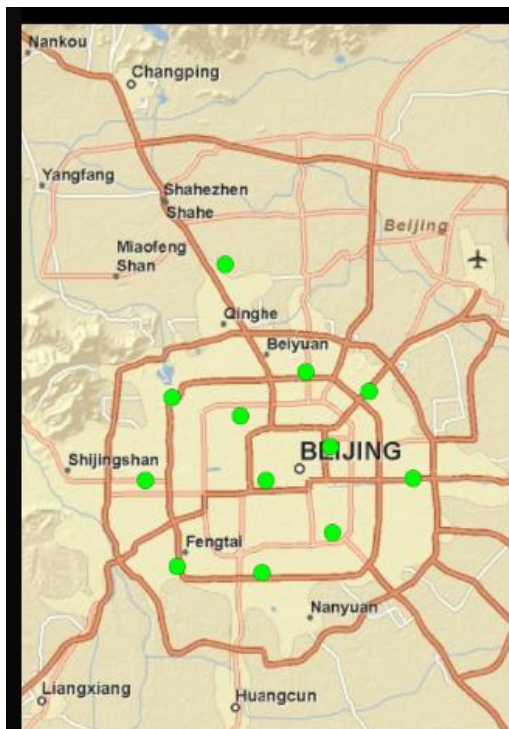 Nankou
Changping
Yangfang
Shahezhen
Shahe
Beijing
Miaofeng
Shan
Qinghe
Beiyuan
BEIJING
Shijingshan
Fengtai
Nanyuan
Liangxiang
Huangcun